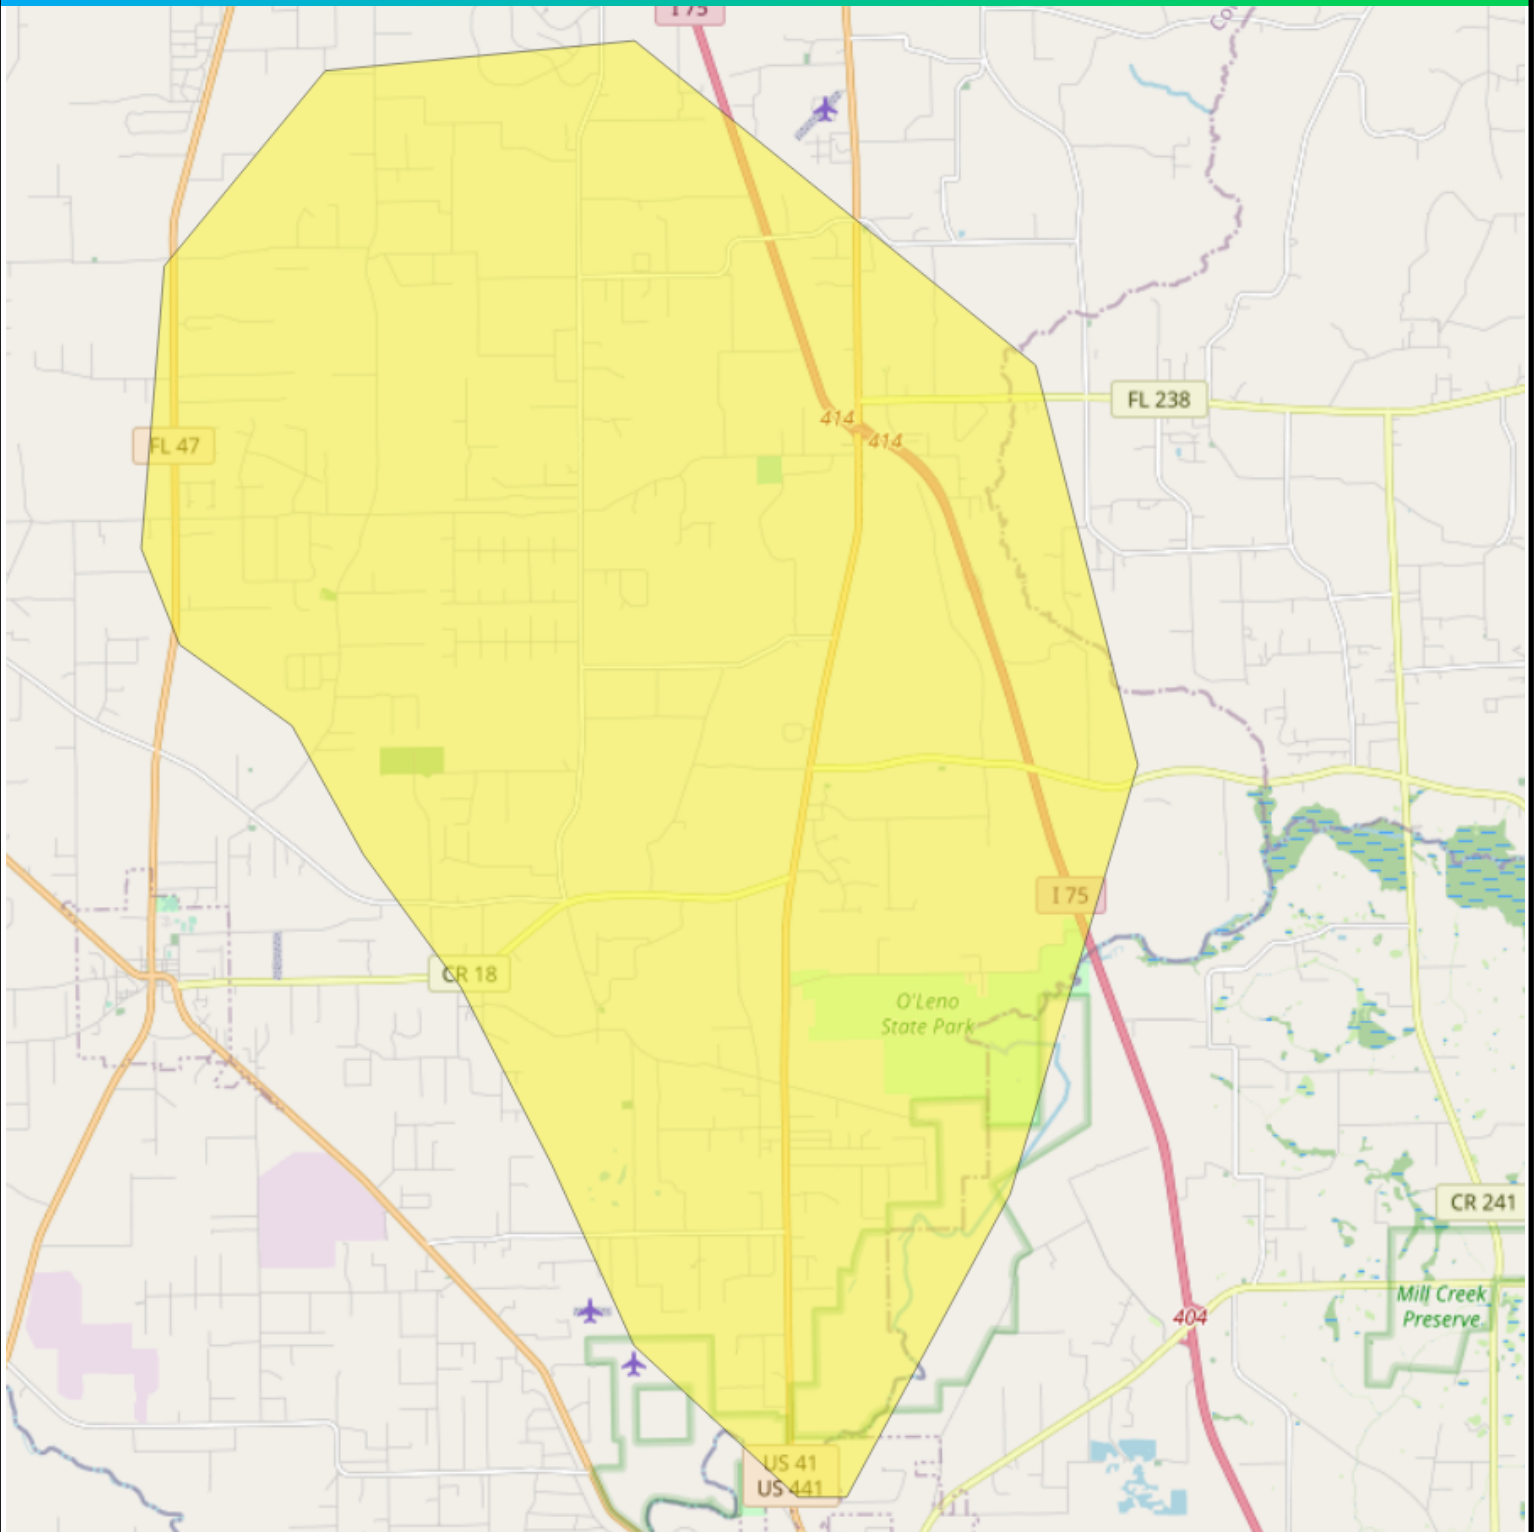 I 75
FL 238
414
414
FL 47
I 75
CR 18
O'Leno
State Park
CR 241
Mill Creek
Preserve
404
US 41
US 441